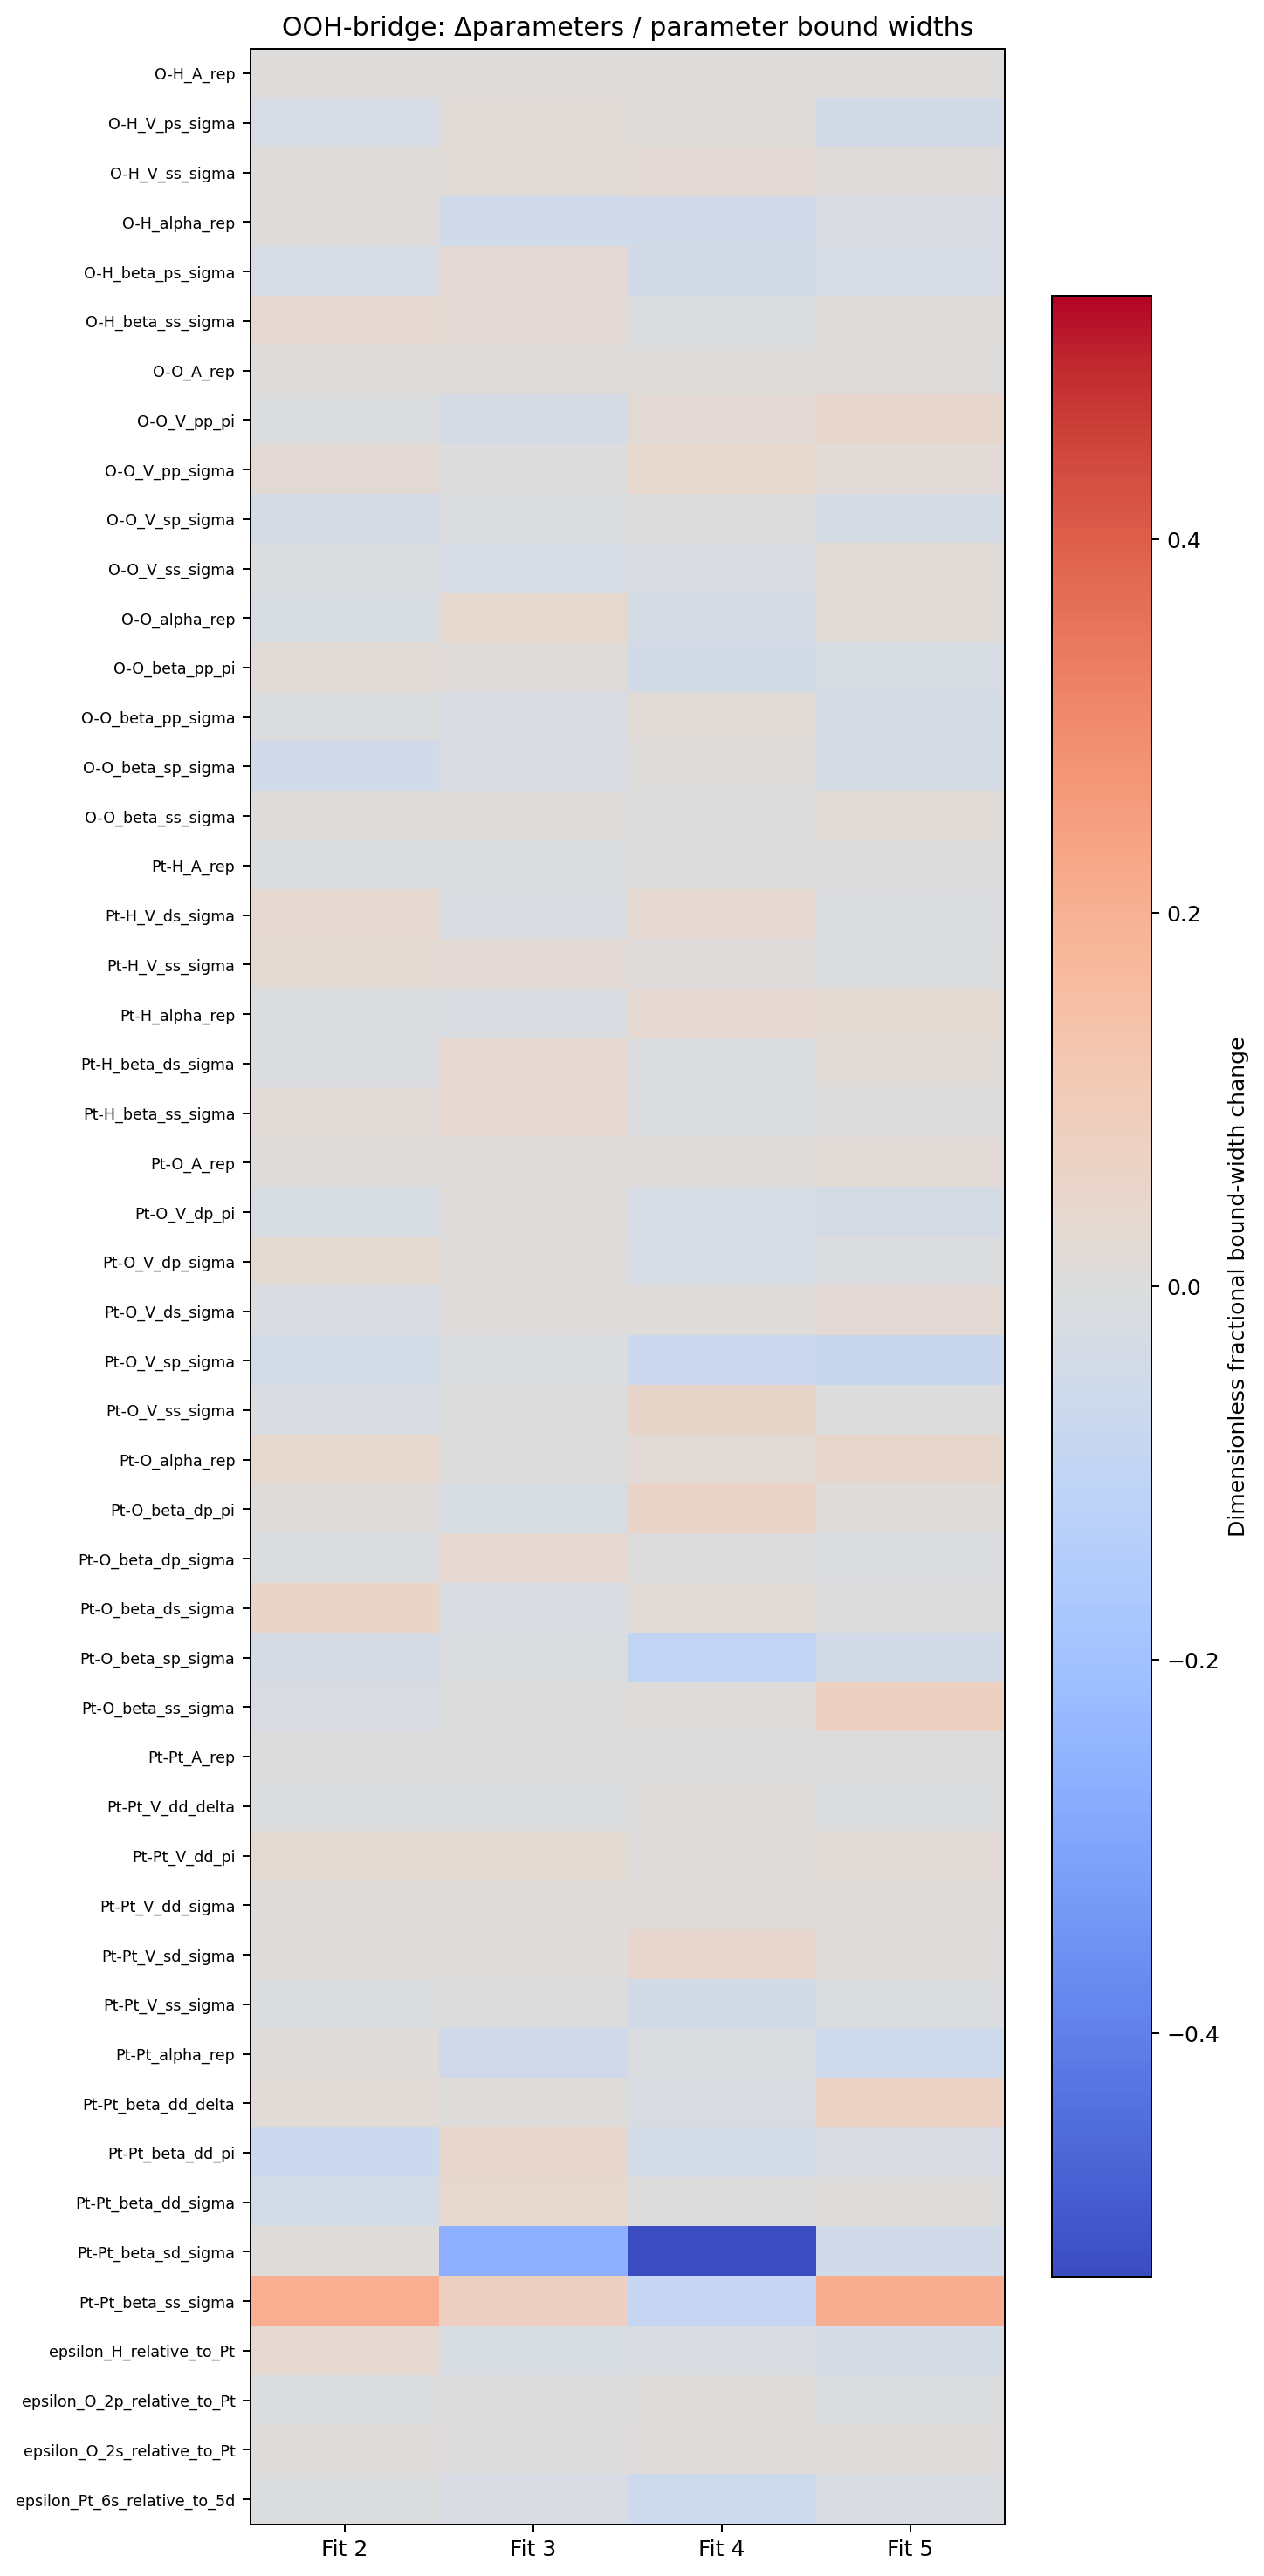 OOH-bridge: Δparameters / parameter bound widths
O-H_A_rep
O-H_V_ps_sigma
O-H_V_ss_sigma
O-H_alpha_rep
O-H_beta_ps_sigma
O-H_beta_ss_sigma
O-O_A_rep
O-O_V_pp_pi
O-O_V_pp_sigma
O-O_V_sp_sigma
O-O_V_ss_sigma
O-O_alpha_rep
O-O_beta_pp_pi
O-O_beta_pp_sigma
O-O_beta_sp_sigma
O-O_beta_ss_sigma
Pt-H_A_rep
Pt-H_V_ds_sigma
Pt-H_V_ss_sigma
Pt-H_alpha_rep
Pt-H_beta_ds_sigma
Pt-H_beta_ss_sigma
Pt-O_A_rep
Pt-O_V_dp_pi
Pt-O_V_dp_sigma
Pt-O_V_ds_sigma
Pt-O_V_sp_sigma
Pt-O_V_ss_sigma
Pt-O_alpha_rep
Pt-O_beta_dp_pi
Pt-O_beta_dp_sigma
Pt-O_beta_ds_sigma
Pt-O_beta_sp_sigma
Pt-O_beta_ss_sigma
Pt-Pt_A_rep
Pt-Pt_V_dd_delta
Pt-Pt_V_dd_pi
Pt-Pt_V_dd_sigma
Pt-Pt_V_sd_sigma
Pt-Pt_V_ss_sigma
Pt-Pt_alpha_rep
Pt-Pt_beta_dd_delta
Pt-Pt_beta_dd_pi
Pt-Pt_beta_dd_sigma
Pt-Pt_beta_sd_sigma
Pt-Pt_beta_ss_sigma
epsilon_H_relative_to_Pt
epsilon_O_2p_relative_to_Pt
epsilon_O_2s_relative_to_Pt
epsilon_Pt_6s_relative_to_5d
Fit 2 Fit 3 Fit 4 Fit 5
0.4
0.2
0.0
−0.2
−0.4
Dimensionless fractional bound-width change